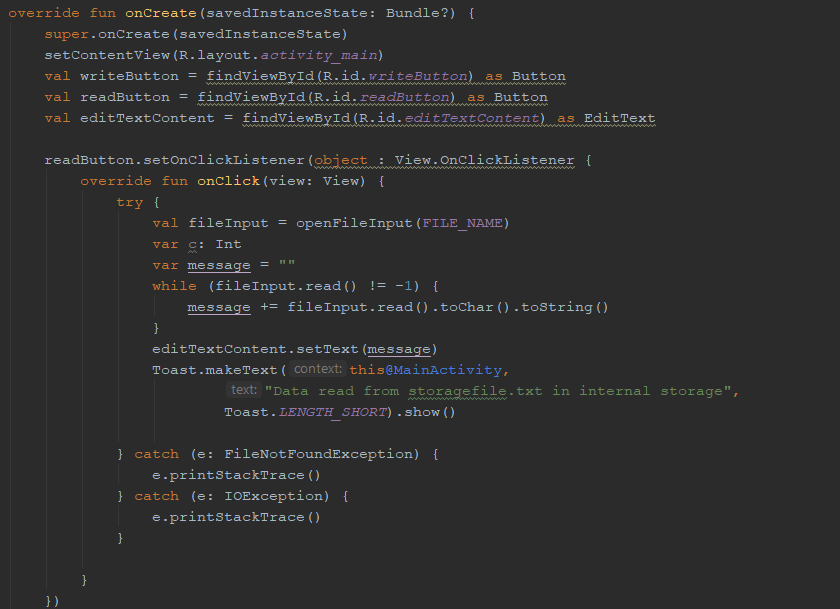 override fun onCreate(savedInstanceState: Bundle?) {
super.onCreate(savedInstanceState)
setContentView(R.layout.activity_main)
val writeButton = findViewById(R.id.writeButton) as Button
val readButton = findViewById(R.id.readButton) as Button
val editTextContent = findViewById(R.id.editTextContent) as EditText
readButton.setOnClickListener(object : View.OnClickListener {
override fun onClick(view: View) {
try {
val fileInput = openFileInput(FILE_NAME)
var c: Int
var message = ""
while (fileInput.read() != -1) {
message += fileInput.read().toChar().toString()
}
editTextContent.setText(message)
Toast.makeText( context: this@MainActivity,
text: "Data read from storagefile.txt in internal storage",
Toast.LENGTH_SHORT).show()
} catch (e: FileNotFoundException) {
e.printStackTrace()
} catch (e: IOException) {
e.printStackTrace()
}
}
})